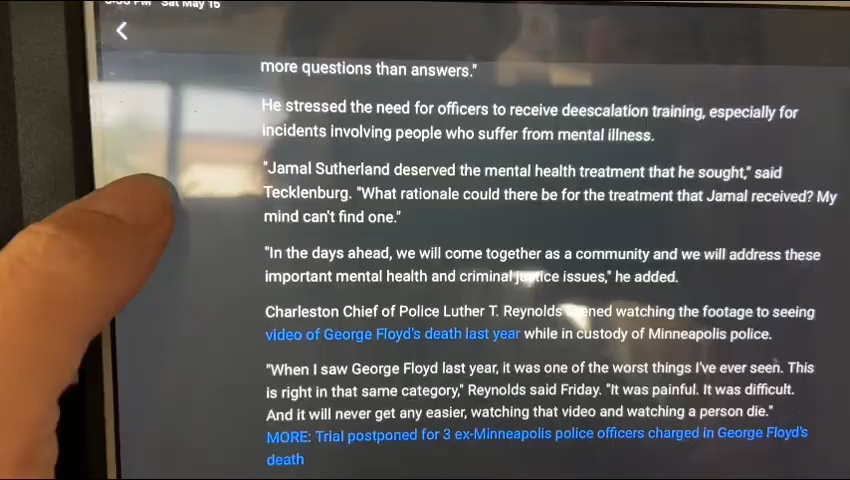 Sat May 15
more questions than answers."
He stressed the need for officers to receive deescalation training, especially for
incidents involving people who suffer from mental illness.
"Jamal Sutherland deserved the mental health treatment that he sought," said
Tecklenburg. "What rationale could there be for the treatment that Jamal received? My
mind can't find one."
"In the days ahead, we will come together as a community and we will address these
important mental health and criminal justice issues," he added.
Charleston Chief of Police Luther T. Reynolds watching the footage to seeing
video of George Floyd's death last year while in custody of Minneapolis police.
"When I saw George Floyd last year, it was one of the worst things I've ever seen. This
is right in that same category," Reynolds said Friday. "It was painful. It was difficult.
And it will never get any easier, watching that video and watching a person die."
MORE: Trial postponed for 3 ex-Minneapolis police officers charged in George Floyd's
death